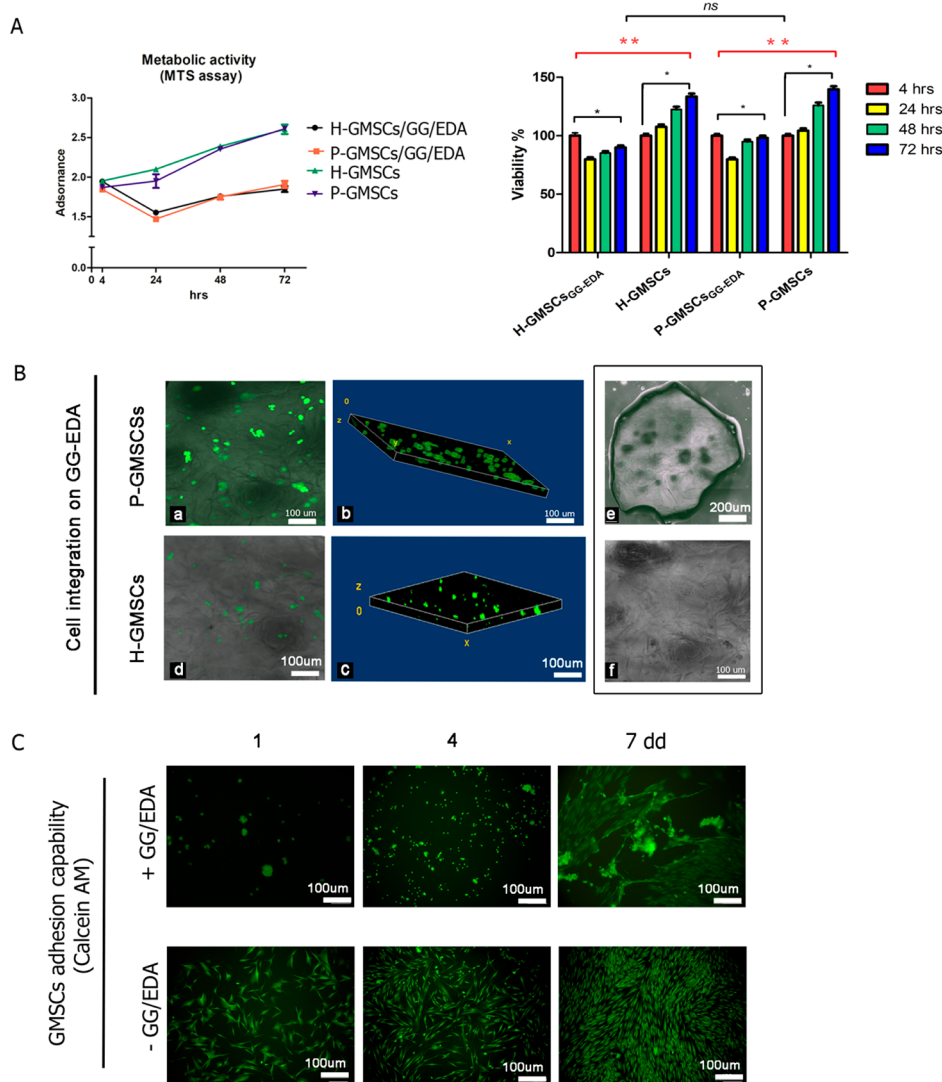 A
Metabolic activity
(MTS assay)
Adsornance
3.0
2.5
2.0
1.5
0.0
0 4 24 48 72
hrs
H-GMSCs/GG/EDA
P-GMSCs/GG/EDA
H-GMSCs
P-GMSCs
ns
** **
* * * *
Viability %
150
100
50
0
H-GMSCsGG-EDA
H-GMSCs
P-GMSCsGG-EDA
P-GMSCs
4 hrs
24 hrs
48 hrs
72 hrs
B
Cell integration on GG-EDA
P-GMSCSs
H-GMSCs
a
100 um
0
z
y
x
b
100 um
e
200um
d
100um
z
0
X
c
100um
f
100 um
C
1 4 7 dd
GMSCs adhesion capability
(Calcein AM)
+ GG/EDA
100um
100um
100um
- GG/EDA
100um
100um
100um